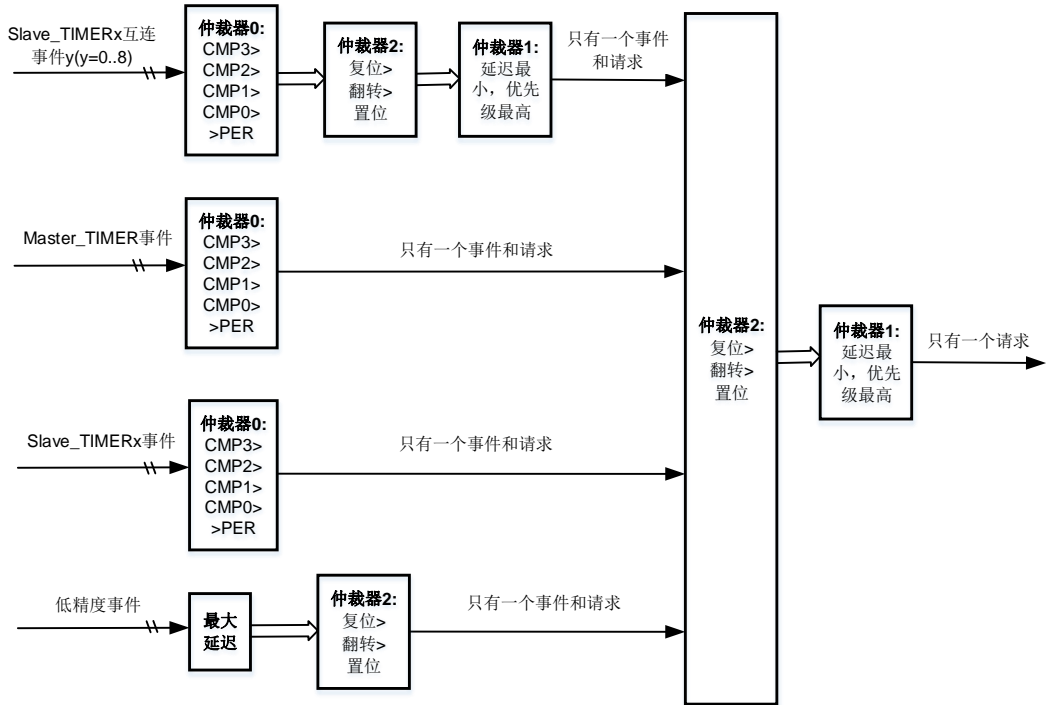 Slave_TIMERx互连
事件y(y=0..8)
仲裁器0:
CMP3>
CMP2>
CMP1>
CMP0>
>PER
仲裁器2:
复位>
翻转>
置位
仲裁器1:
延迟最
小，优先
级最高
只有一个事件
和请求
Master_TIMER事件
仲裁器0:
CMP3>
CMP2>
CMP1>
CMP0>
>PER
只有一个事件和请求
仲裁器2:
复位>
翻转>
置位
仲裁器1:
延迟最
小，优先
级最高
只有一个请求
Slave_TIMERx事件
仲裁器0:
CMP3>
CMP2>
CMP1>
CMP0>
>PER
只有一个事件和请求
低精度事件
最大
延迟
仲裁器2:
复位>
翻转>
置位
只有一个事件和请求